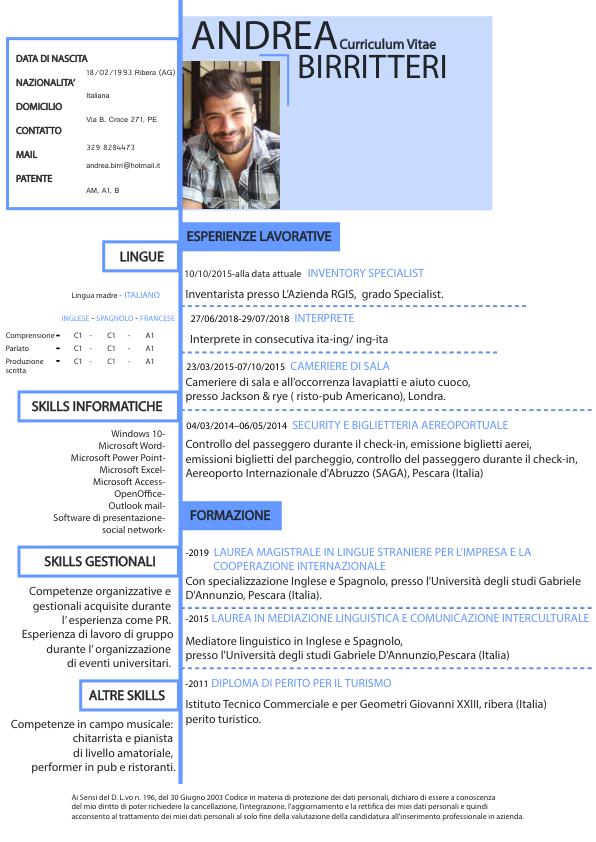 ANDREA Curriculum Vitae
BIRRITTERI
DATA DI NASCITA
18/02/1993 Ribera (AG)
NAZIONALITA'
Italiana
DOMICILIO
Via B. Croce 271, PE
CONTATTO
329 8284473
MAIL
andrea.birri@hotmail.it
PATENTE
AM, A1, B
LINGUE
Lingua madre - ITALIANO
INGLESE - SPAGNOLO - FRANCESE
Comprensione- C1 - C1 - A1
Parlato - C1 - C1 - A1
Produzione - C1 - C1 - A1
scritta
SKILLS INFORMATICHE
Windows 10-
Microsoft Word-
Microsoft Power Point-
Microsoft Excel-
Microsoft Access-
OpenOffice-
Outlook mail-
Software di presentazione-
social network-
SKILLS GESTIONALI
Competenze organizzative e
gestionali acquisite durante
l'esperienza come PR.
Esperienza di lavoro di gruppo
durante l'organizzazione
di eventi universitari.
ALTRE SKILLS
Competenze in campo musicale:
chitarrista e pianista
di livello amatoriale,
performer in pub e ristoranti.
ESPERIENZE LAVORATIVE
10/10/2015-alla data attuale INVENTORY SPECIALIST
Inventarista presso L'Azienda RGIS, grado Specialist.
27/06/2018-29/07/2018 INTERPRETE
Interprete in consecutiva ita-ing/ ing-ita
23/03/2015-07/10/2015 CAMERIERE DI SALA
Cameriere di sala e all'occorrenza lavapiatti e aiuto cuoco,
presso Jackson & rye ( risto-pub Americano), Londra.
04/03/2014–06/05/2014 SECURITY E BIGLIETTERIA AEREOPORTUALE
Controllo del passeggero durante il check-in, emissione biglietti aerei,
emissioni biglietti del parcheggio, controllo del passeggero durante il check-in,
Aereoporto Internazionale d'Abruzzo (SAGA), Pescara (Italia)
FORMAZIONE
-2019 LAUREA MAGISTRALE IN LINGUE STRANIERE PER L'IMPRESA E LA
COOPERAZIONE INTERNAZIONALE
Con specializzazione Inglese e Spagnolo, presso l'Università degli studi Gabriele
D'Annunzio, Pescara (Italia).
-2015 LAUREA IN MEDIAZIONE LINGUISTICA E COMUNICAZIONE INTERCULTURALE
Mediatore linguistico in Inglese e Spagnolo,
presso l'Università degli studi Gabriele D'Annunzio,Pescara (Italia)
-2011 DIPLOMA DI PERITO PER IL TURISMO
Istituto Tecnico Commerciale e per Geometri Giovanni XXIII, ribera (Italia)
perito turistico.
Ai Sensi del D. L.vo n. 196, del 30 Giugno 2003 Codice in materia di protezione dei dati personali, dichiaro di essere a conoscenza
del mio diritto di poter richiedere la cancellazione, l'integrazione, l'aggiornamento e la rettifica dei miei dati personali e quindi
acconsento al trattamento dei miei dati personali al solo fine della valutazione della candidatura all'inserimento professionale in azienda.